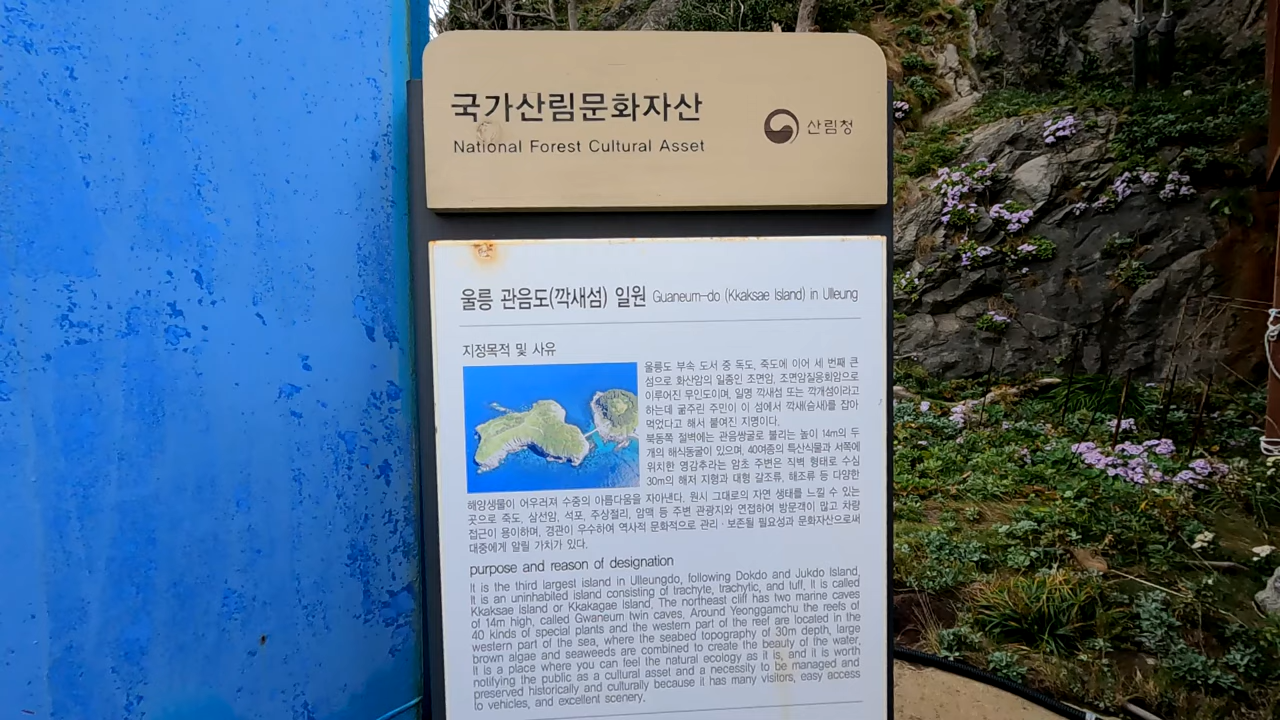 국가산림문화자산
National Forest Cultural Asset
산림청
울릉 관음도(깍새섬) 일원 Guaneum-do (Kkaksae Island) in Ulleung
지정목적 및 사유
울릉도 부속 도서 중 독도, 죽도에 이어 세 번째 큰
섬으로 화산암의 일종인 조면암, 조면암질응회암으로
이루어진 무인도이며, 일명 깍새섬 또는 깍개섬이라고
하는데 굶주린 주민이 이 섬에서 깍새(슴새)를 잡아
먹었다고 해서 붙여진 지명이다.
북동쪽 절벽에는 관음쌍굴로 불리는 높이 14m의 두
개의 해식동굴이 있으며, 40여종의 특산식물과 서쪽에
위치한 영감추라는 암초 주변은 직벽 형태로 수심
30m의 해저 지형과 대형 갈조류, 해조류 등 다양한
해양생물이 어우러져 수중의 아름다움을 자아낸다. 원시 그대로의 자연 생태를 느낄 수 있는
곳으로 죽도, 삼선암, 석포, 주상절리, 암맥 등 주변 관광지와 연접하여 방문객이 많고 차량
접근이 용이하며, 경관이 우수하여 역사적 문화적으로 관리 · 보존될 필요성과 문화자산으로써
대중에게 알릴 가치가 있다.
purpose and reason of designation
It is the third largest island in Ulleungdo, following Dokdo and Jukdo Island,
It is an uninhabited island consisting of trachyte, trachytic, and tuff, It is called
Kkaksae Island or Kkakagae Island, The northeast cliff has two marine caves
of 14m high, called Gwaneum twin caves, Around Yeonggamchu the reefs of
40 kinds of special plants and the western part of the reef are located in the
western part of the sea, where the seabed topography of 30m depth, large
brown algae and seaweeds are combined to create the beauty of the water,
It is a place where you can feel the natural ecology as it is, and it is worth
notifying the public as a cultural asset and a necessity to be managed and
preserved historically and culturally because it has many visitors, easy access
to vehicles, and excellent scenery,